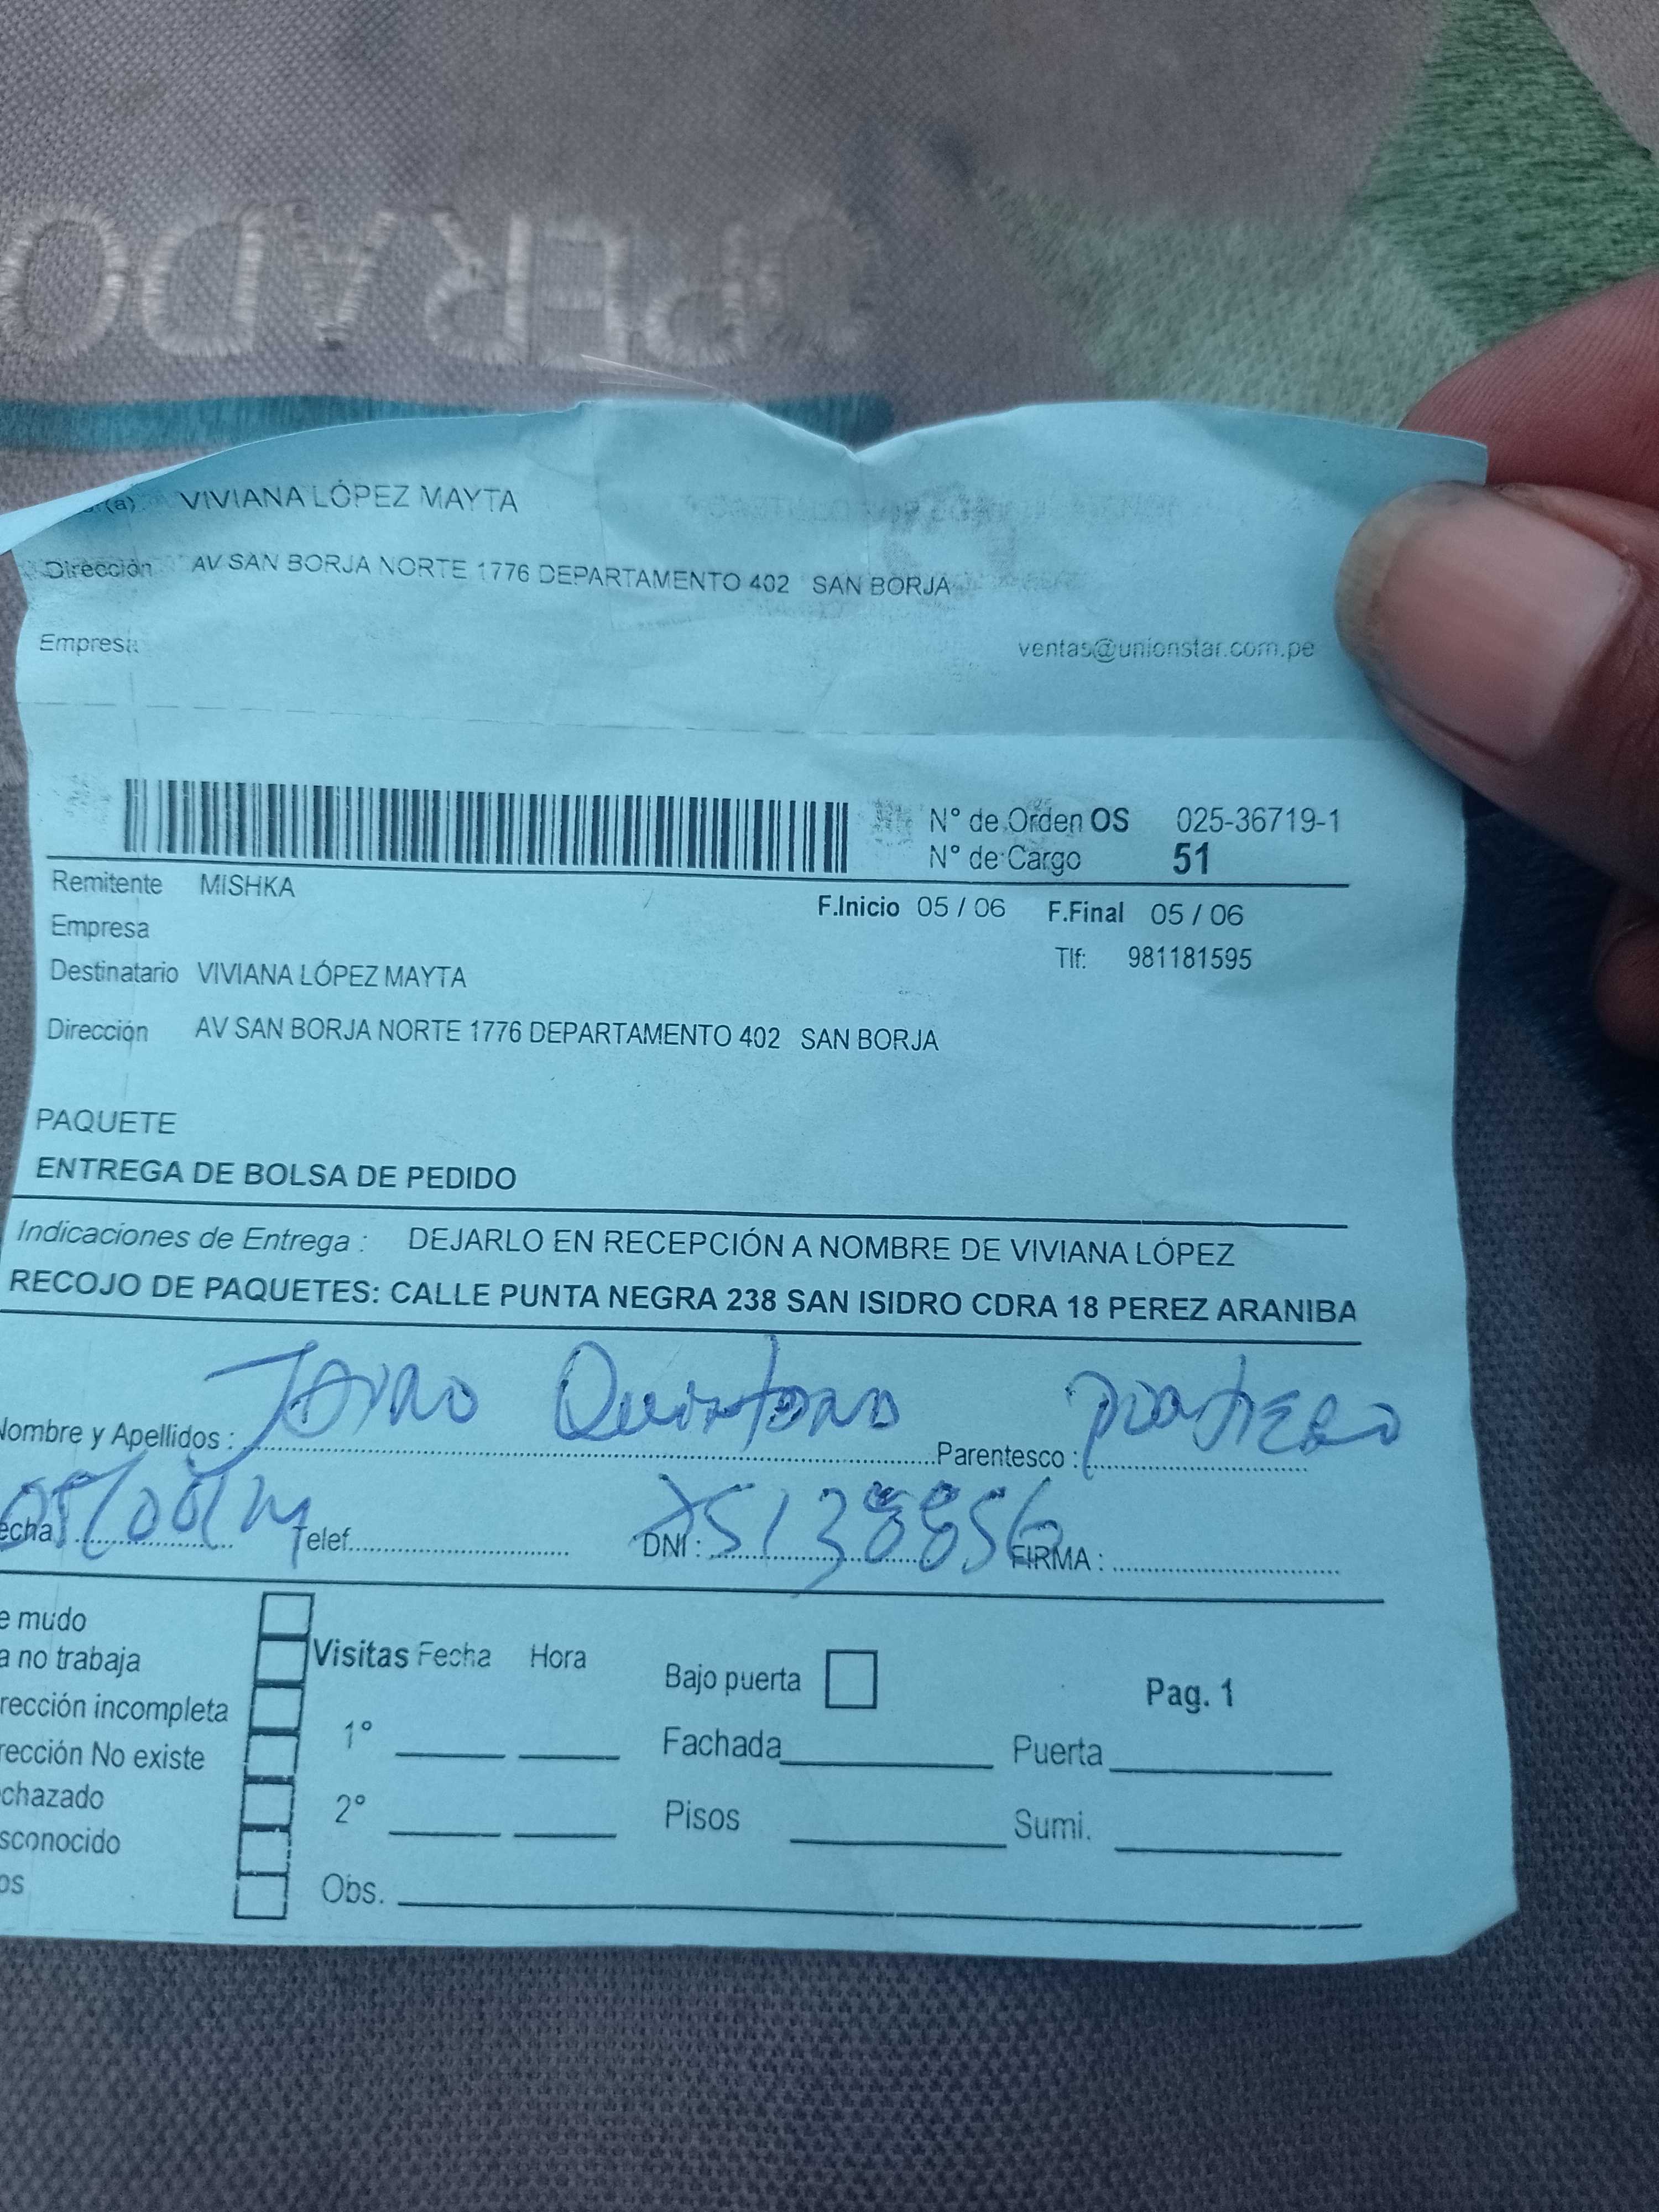 OPERADO
(a) VIVIANA LÓPEZ MAYTA
Dirección AV SAN BORJA NORTE 1776 DEPARTAMENTO 402 SAN BORJA
Empresa ventas@unionstar.com.pe
N° de Orden OS 025-36719-1
N° de Cargo 51
Remitente MISHKA
F.Inicio 05 / 06 F.Final 05 / 06
Empresa
Tlf: 981181595
Destinatario VIVIANA LÓPEZ MAYTA
Dirección AV SAN BORJA NORTE 1776 DEPARTAMENTO 402 SAN BORJA
PAQUETE
ENTREGA DE BOLSA DE PEDIDO
Indicaciones de Entrega : DEJARLO EN RECEPCIÓN A NOMBRE DE VIVIANA LÓPEZ
RECOJO DE PAQUETES: CALLE PUNTA NEGRA 238 SAN ISIDRO CDRA 18 PEREZ ARANIBA
Nombre y Apellidos : Jairo Quintana Parentesco : portero
echa Telef. DNI : 75138856 FIRMA :
e mudo
a no trabaja Visitas Fecha Hora Bajo puerta Pag. 1
rección incompleta
1° Fachada Puerta
rección No existe
chazado
2° Pisos Sumi.
sconocido
os Obs.